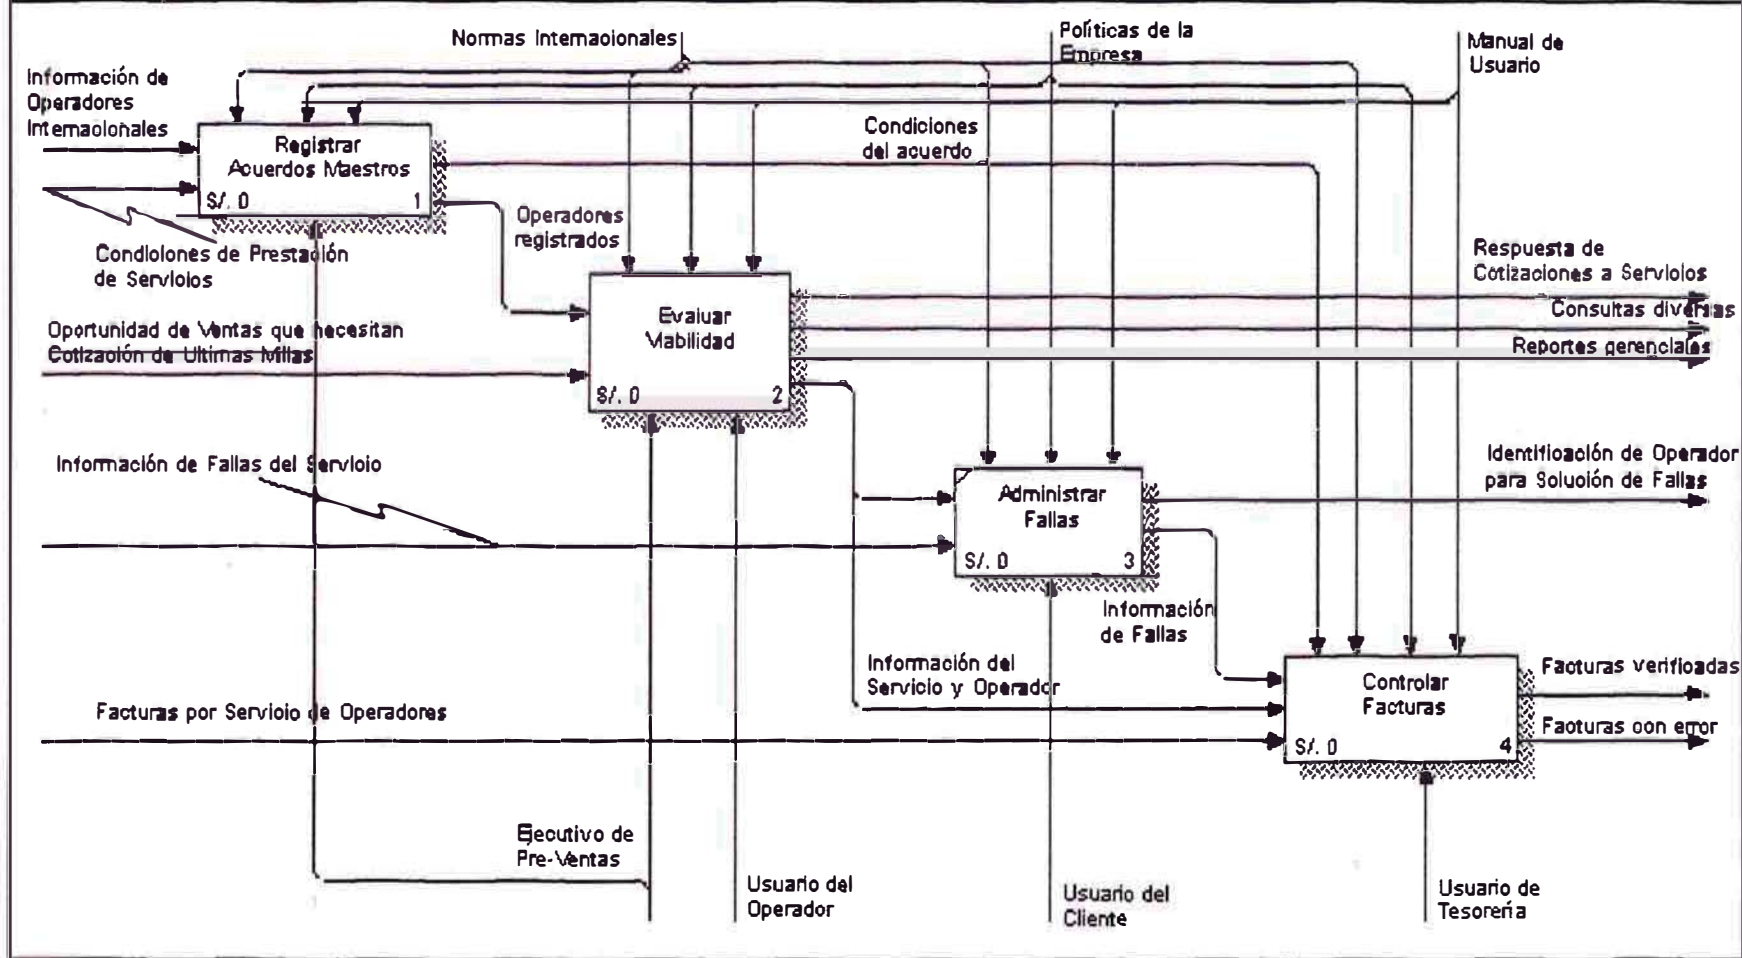 Normas Internacionales
Políticas de la
Empresa
Manual de
Usuario
Información de
Operadores
Internacionales
Registrar
Acuerdos Maestros
S/. 0
1
Condiciones
del acuerdo
Operadores
registrados
Condiciones de Prestación
de Servicios
Respuesta de
Cotizaciones a Servicios
Consultas diversas
Reportes gerenciales
Oportunidad de Ventas que necesitan
Cotización de Ultimas Millas
Evaluar
Viabilidad
S/. 0
2
Información de Fallas del Servicio
Identificación de Operador
para Solución de Fallas
Administrar
Fallas
S/. 0
3
Información
de Fallas
Información del
Servicio y Operador
Facturas por Servicio de Operadores
Controlar
Facturas
S/. 0
4
Facturas verificadas
Facturas con error
Ejecutivo de
Pre-Ventas
Usuario del
Operador
Usuario del
Cliente
Usuario de
Tesorería